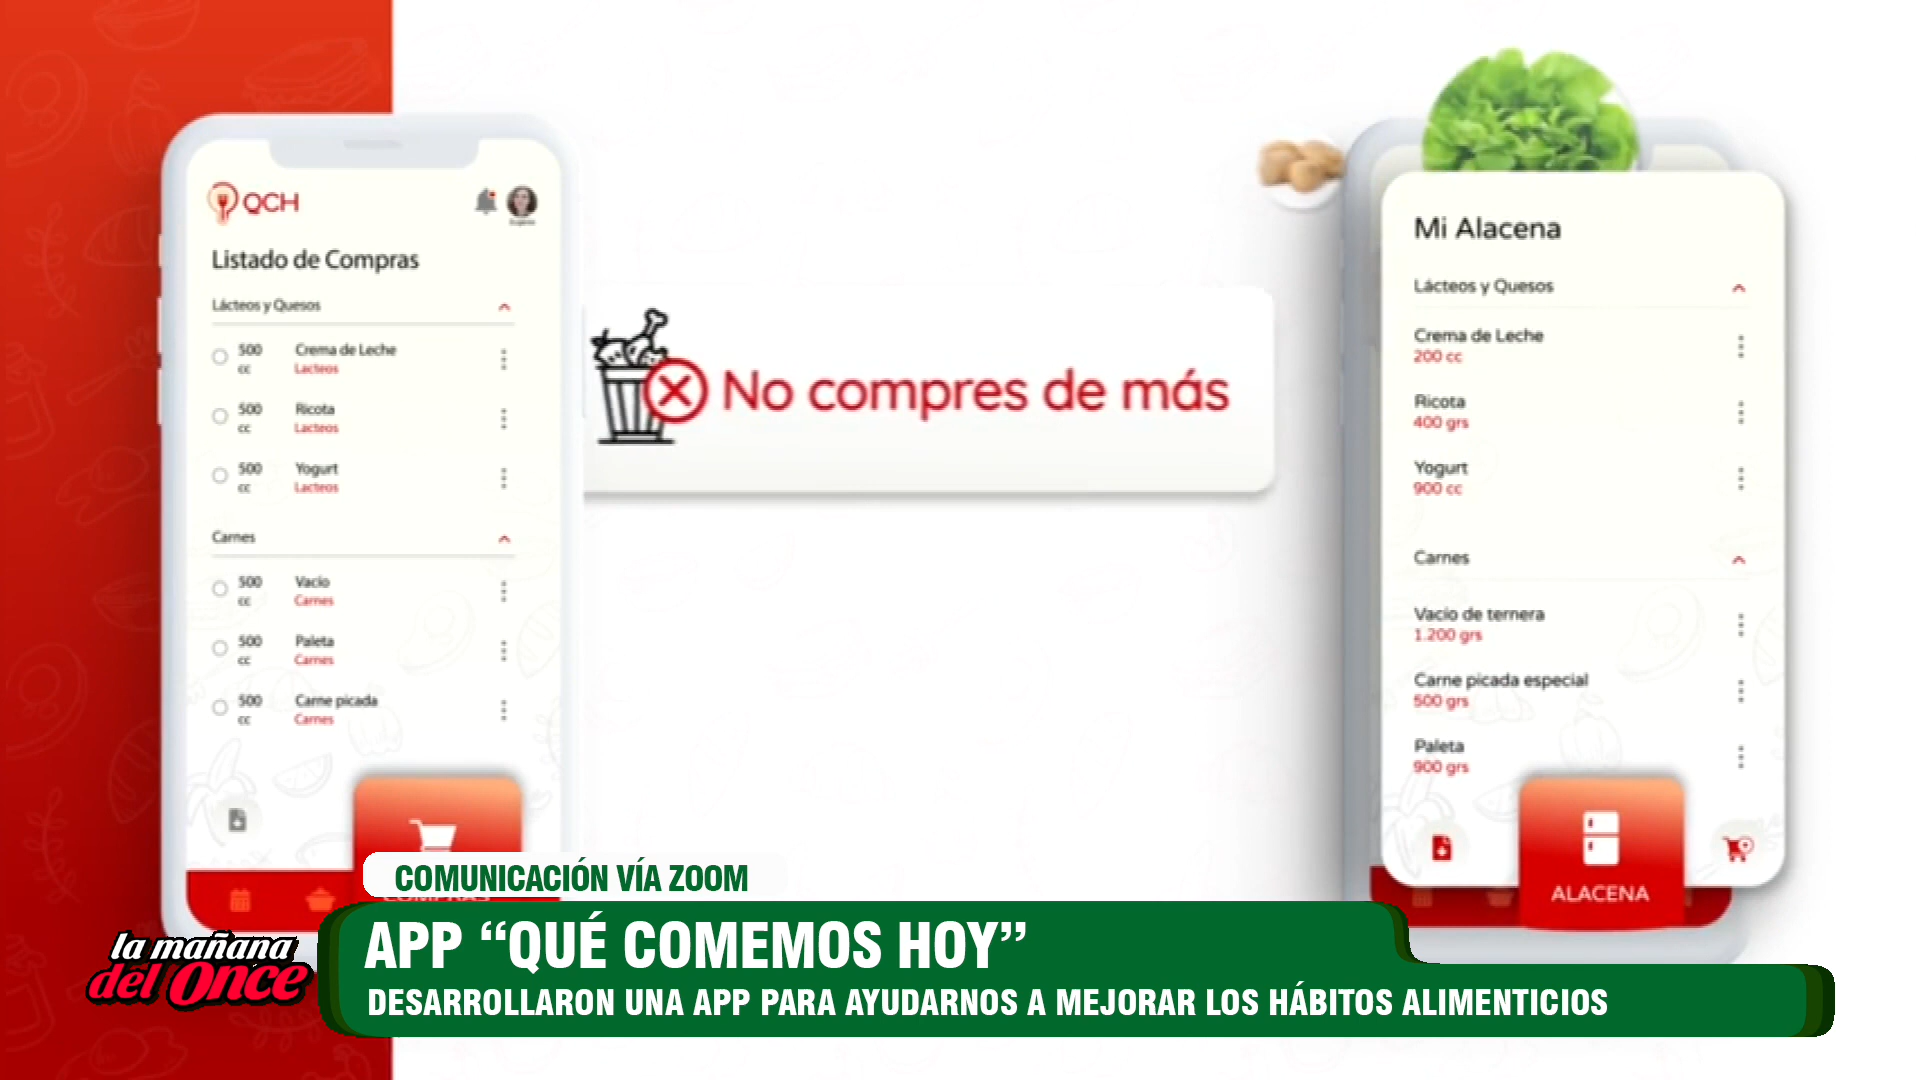 QCH
Listado de Compras
Lácteos y Quesos
500 cc
Crema de Leche
Lacteos
500 cc
Ricota
Lacteos
500 cc
Yogurt
Lacteos
Carnes
500 cc
Vacío
Carnes
500 cc
Paleta
Carnes
500 cc
Carne picada
Carnes
COMPRAS
No compres de más
Mi Alacena
Lácteos y Quesos
Crema de Leche
200 cc
Ricota
400 grs
Yogurt
900 cc
Carnes
Vacío de ternera
1.200 grs
Carne picada especial
500 grs
Paleta
900 grs
ALACENA
COMUNICACIÓN VÍA ZOOM
la mañana
del Once
APP “QUÉ COMEMOS HOY”
DESARROLLARON UNA APP PARA AYUDARNOS A MEJORAR LOS HÁBITOS ALIMENTICIOS